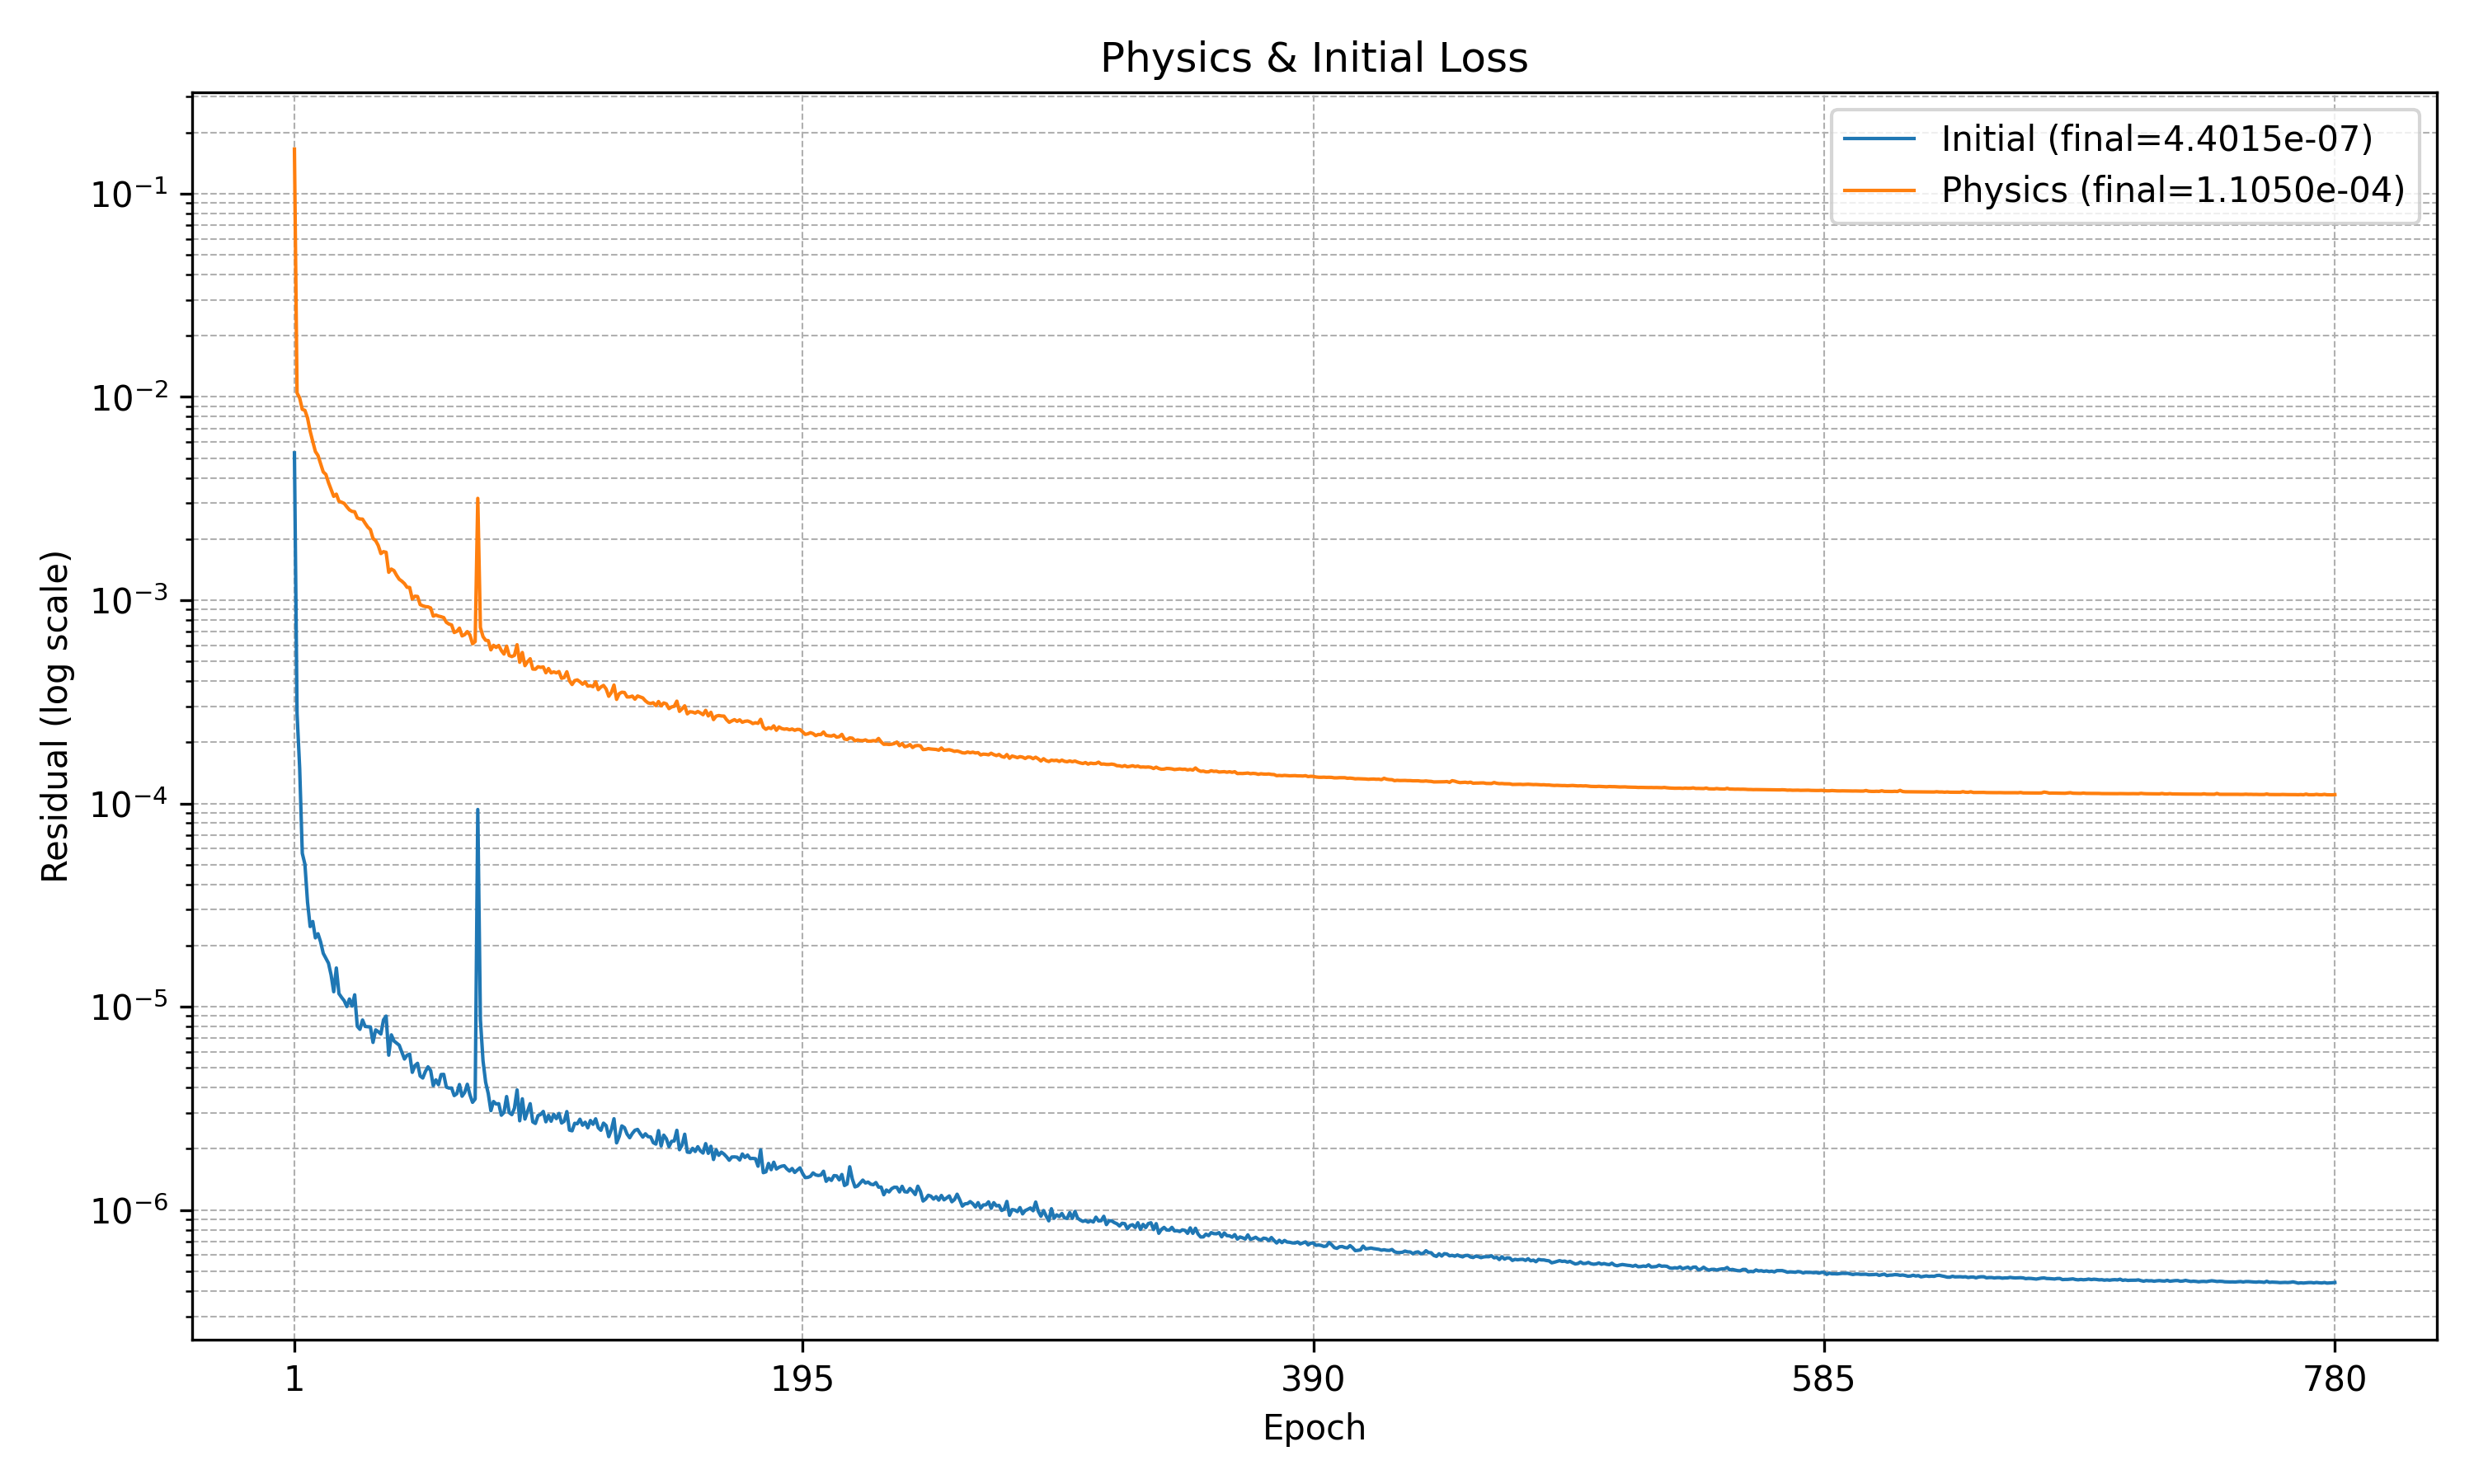 Physics & Initial Loss
Initial (final=4.4015e-07)
Physics (final=1.1050e-04)
Residual (log scale)
10⁻¹
10⁻²
10⁻³
10⁻⁴
10⁻⁵
10⁻⁶
1 195 390 585 780
Epoch